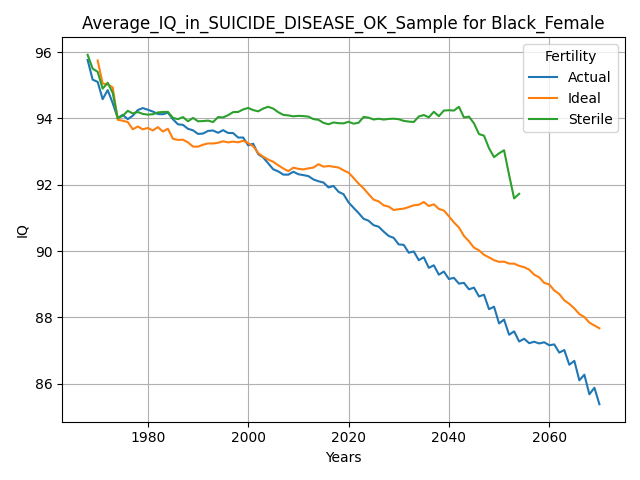 Average_IQ_in_SUICIDE_DISEASE_OK_Sample for Black_Female
Fertility
Actual
Ideal
Sterile
96
94
92
90
88
86
IQ
1980
2000
2020
2040
2060
Years